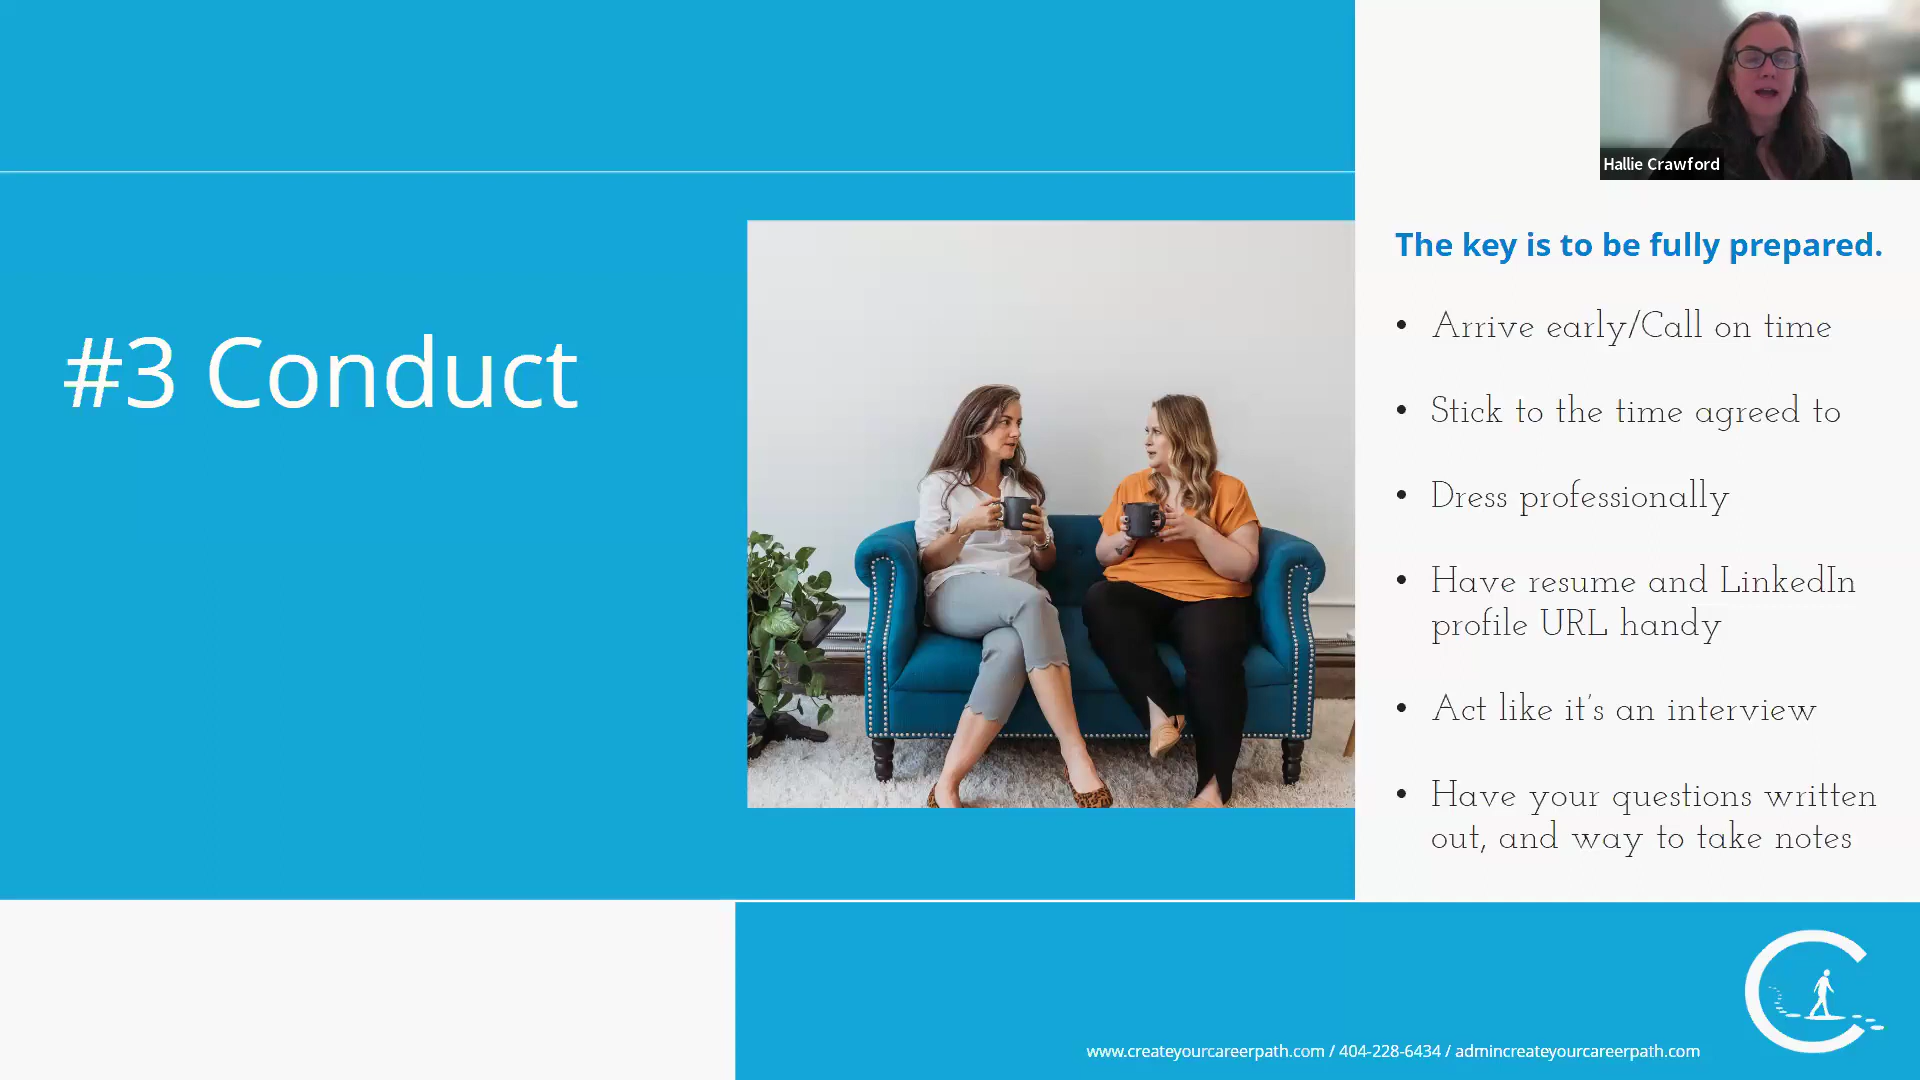 Hallie Crawford
#3 Conduct
The key is to be fully prepared.
• Arrive early/Call on time
• Stick to the time agreed to
• Dress professionally
• Have resume and LinkedIn
profile URL handy
• Act like it's an interview
• Have your questions written
out, and way to take notes
www.createyourcareerpath.com / 404-228-6434 / admincreateyourcareerpath.com